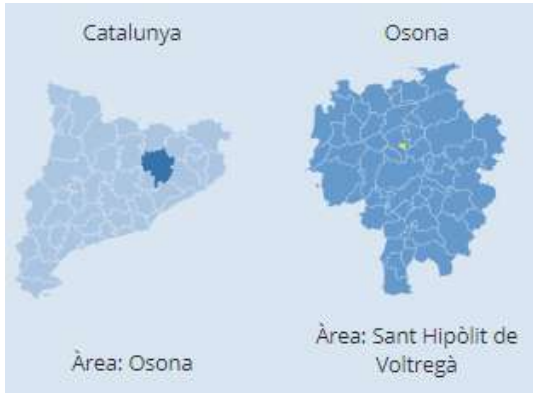 Catalunya
Osona
Àrea: Osona
Àrea: Sant Hipòlit de
Voltregà